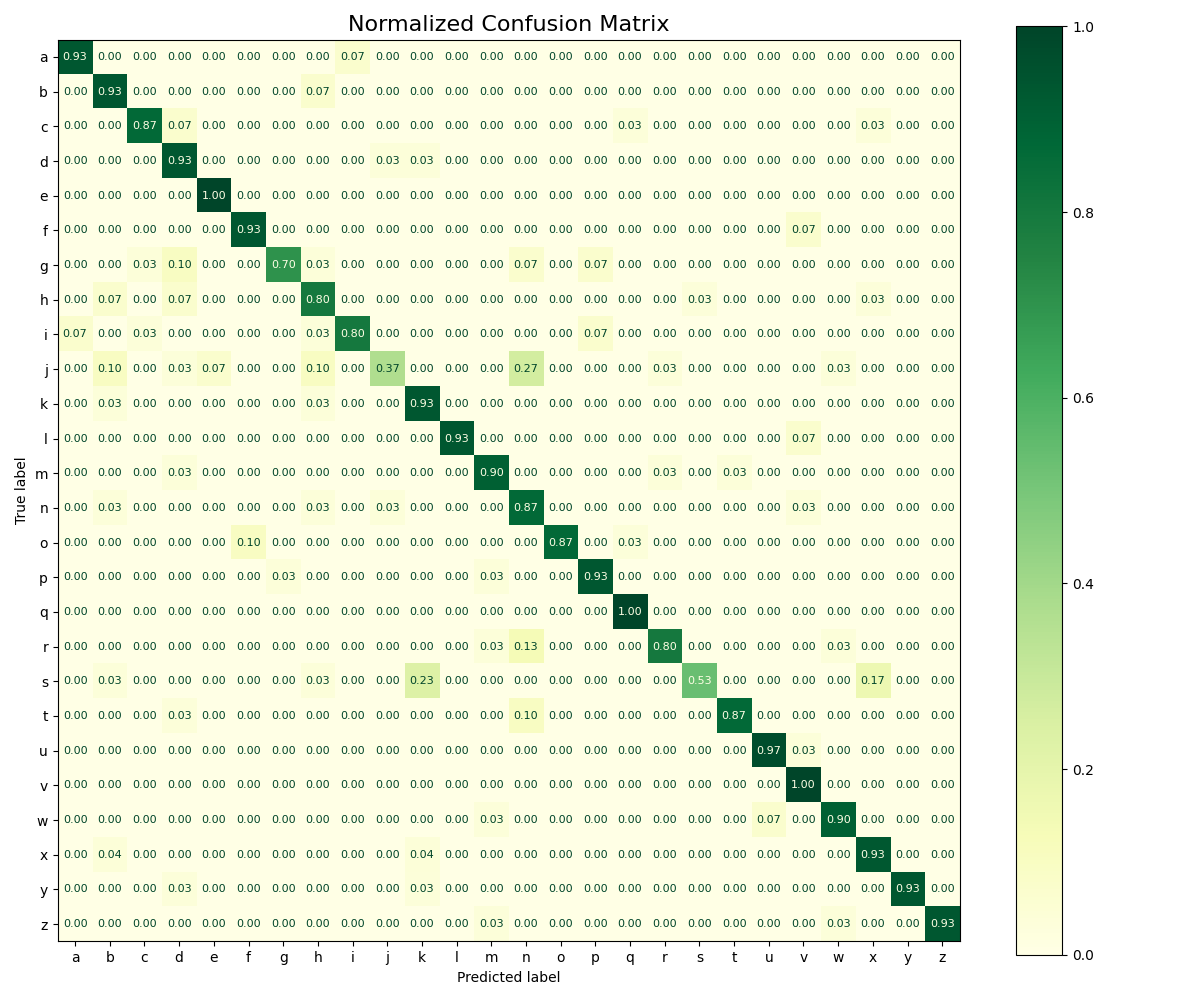 Normalized Confusion Matrix
a 0.93 0.00 0.00 0.00 0.00 0.00 0.00 0.00 0.07 0.00 0.00 0.00 0.00 0.00 0.00 0.00 0.00 0.00 0.00 0.00 0.00 0.00 0.00 0.00 0.00 0.00
b 0.00 0.93 0.00 0.00 0.00 0.00 0.00 0.07 0.00 0.00 0.00 0.00 0.00 0.00 0.00 0.00 0.00 0.00 0.00 0.00 0.00 0.00 0.00 0.00 0.00 0.00
c 0.00 0.00 0.87 0.07 0.00 0.00 0.00 0.00 0.00 0.00 0.00 0.00 0.00 0.00 0.00 0.00 0.03 0.00 0.00 0.00 0.00 0.00 0.00 0.03 0.00 0.00
d 0.00 0.00 0.00 0.93 0.00 0.00 0.00 0.00 0.00 0.03 0.03 0.00 0.00 0.00 0.00 0.00 0.00 0.00 0.00 0.00 0.00 0.00 0.00 0.00 0.00 0.00
e 0.00 0.00 0.00 0.00 1.00 0.00 0.00 0.00 0.00 0.00 0.00 0.00 0.00 0.00 0.00 0.00 0.00 0.00 0.00 0.00 0.00 0.00 0.00 0.00 0.00 0.00
f 0.00 0.00 0.00 0.00 0.00 0.93 0.00 0.00 0.00 0.00 0.00 0.00 0.00 0.00 0.00 0.00 0.00 0.00 0.00 0.00 0.00 0.07 0.00 0.00 0.00 0.00
g 0.00 0.00 0.03 0.10 0.00 0.00 0.70 0.03 0.00 0.00 0.00 0.00 0.00 0.07 0.00 0.07 0.00 0.00 0.00 0.00 0.00 0.00 0.00 0.00 0.00 0.00
h 0.00 0.07 0.00 0.07 0.00 0.00 0.00 0.80 0.00 0.00 0.00 0.00 0.00 0.00 0.00 0.00 0.00 0.00 0.03 0.00 0.00 0.00 0.00 0.03 0.00 0.00
i 0.07 0.00 0.03 0.00 0.00 0.00 0.00 0.03 0.80 0.00 0.00 0.00 0.00 0.00 0.00 0.07 0.00 0.00 0.00 0.00 0.00 0.00 0.00 0.00 0.00 0.00
j 0.00 0.10 0.00 0.03 0.07 0.00 0.00 0.10 0.00 0.37 0.00 0.00 0.00 0.27 0.00 0.00 0.00 0.03 0.00 0.00 0.00 0.00 0.03 0.00 0.00 0.00
k 0.00 0.03 0.00 0.00 0.00 0.00 0.00 0.03 0.00 0.00 0.93 0.00 0.00 0.00 0.00 0.00 0.00 0.00 0.00 0.00 0.00 0.00 0.00 0.00 0.00 0.00
l 0.00 0.00 0.00 0.00 0.00 0.00 0.00 0.00 0.00 0.00 0.00 0.93 0.00 0.00 0.00 0.00 0.00 0.00 0.00 0.00 0.00 0.07 0.00 0.00 0.00 0.00
m 0.00 0.00 0.00 0.03 0.00 0.00 0.00 0.00 0.00 0.00 0.00 0.00 0.90 0.00 0.00 0.00 0.00 0.03 0.00 0.03 0.00 0.00 0.00 0.00 0.00 0.00
n 0.00 0.03 0.00 0.00 0.00 0.00 0.00 0.03 0.00 0.03 0.00 0.00 0.00 0.87 0.00 0.00 0.00 0.00 0.00 0.00 0.00 0.03 0.00 0.00 0.00 0.00
o 0.00 0.00 0.00 0.00 0.00 0.10 0.00 0.00 0.00 0.00 0.00 0.00 0.00 0.00 0.87 0.00 0.03 0.00 0.00 0.00 0.00 0.00 0.00 0.00 0.00 0.00
p 0.00 0.00 0.00 0.00 0.00 0.00 0.03 0.00 0.00 0.00 0.00 0.00 0.03 0.00 0.00 0.93 0.00 0.00 0.00 0.00 0.00 0.00 0.00 0.00 0.00 0.00
q 0.00 0.00 0.00 0.00 0.00 0.00 0.00 0.00 0.00 0.00 0.00 0.00 0.00 0.00 0.00 0.00 1.00 0.00 0.00 0.00 0.00 0.00 0.00 0.00 0.00 0.00
r 0.00 0.00 0.00 0.00 0.00 0.00 0.00 0.00 0.00 0.00 0.00 0.00 0.03 0.13 0.00 0.00 0.00 0.80 0.00 0.00 0.00 0.00 0.03 0.00 0.00 0.00
s 0.00 0.03 0.00 0.00 0.00 0.00 0.00 0.03 0.00 0.00 0.23 0.00 0.00 0.00 0.00 0.00 0.00 0.00 0.53 0.00 0.00 0.00 0.00 0.17 0.00 0.00
t 0.00 0.00 0.00 0.03 0.00 0.00 0.00 0.00 0.00 0.00 0.00 0.00 0.00 0.10 0.00 0.00 0.00 0.00 0.00 0.87 0.00 0.00 0.00 0.00 0.00 0.00
u 0.00 0.00 0.00 0.00 0.00 0.00 0.00 0.00 0.00 0.00 0.00 0.00 0.00 0.00 0.00 0.00 0.00 0.00 0.00 0.00 0.97 0.03 0.00 0.00 0.00 0.00
v 0.00 0.00 0.00 0.00 0.00 0.00 0.00 0.00 0.00 0.00 0.00 0.00 0.00 0.00 0.00 0.00 0.00 0.00 0.00 0.00 0.00 1.00 0.00 0.00 0.00 0.00
w 0.00 0.00 0.00 0.00 0.00 0.00 0.00 0.00 0.00 0.00 0.00 0.00 0.03 0.00 0.00 0.00 0.00 0.00 0.00 0.00 0.07 0.00 0.90 0.00 0.00 0.00
x 0.00 0.04 0.00 0.00 0.00 0.00 0.00 0.00 0.00 0.00 0.04 0.00 0.00 0.00 0.00 0.00 0.00 0.00 0.00 0.00 0.00 0.00 0.00 0.93 0.00 0.00
y 0.00 0.00 0.00 0.03 0.00 0.00 0.00 0.00 0.00 0.00 0.03 0.00 0.00 0.00 0.00 0.00 0.00 0.00 0.00 0.00 0.00 0.00 0.00 0.00 0.93 0.00
z 0.00 0.00 0.00 0.00 0.00 0.00 0.00 0.00 0.00 0.00 0.00 0.00 0.03 0.00 0.00 0.00 0.00 0.00 0.00 0.00 0.00 0.00 0.03 0.00 0.00 0.93
a b c d e f g h i j k l m n o p q r s t u v w x y z
Predicted label
True label
1.0
0.8
0.6
0.4
0.2
0.0